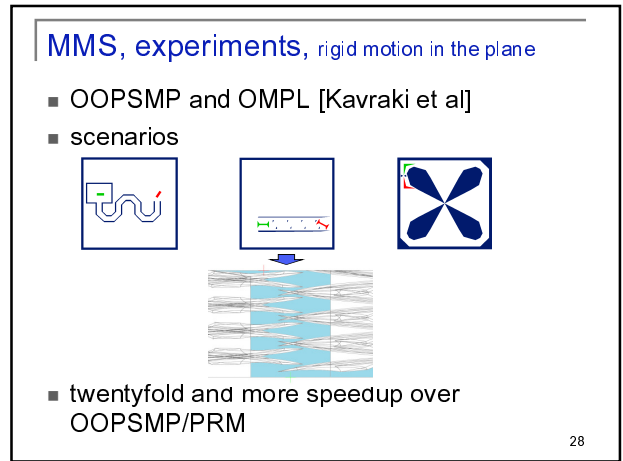 MMS, experiments, rigid motion in the plane
OOPSMP and OMPL [Kavraki et al]
scenarios
twentyfold and more speedup over
OOPSMP/PRM
28